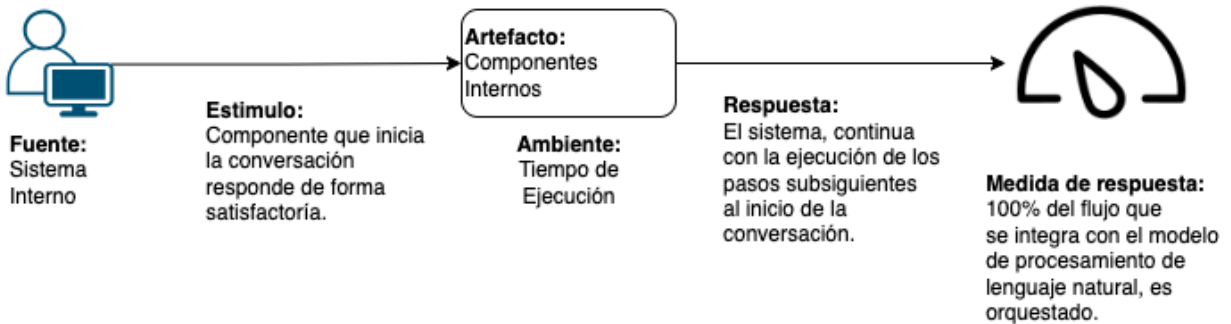 Fuente:
Sistema
Interno
Estimulo:
Componente que inicia
la conversación
responde de forma
satisfactoría.
Artefacto:
Componentes
Internos
Ambiente:
Tiempo de
Ejecución
Respuesta:
El sistema, continua
con la ejecución de los
pasos subsiguientes
al inicio de la
conversación.
Medida de respuesta:
100% del flujo que
se integra con el modelo
de procesamiento de
lenguaje natural, es
orquestado.